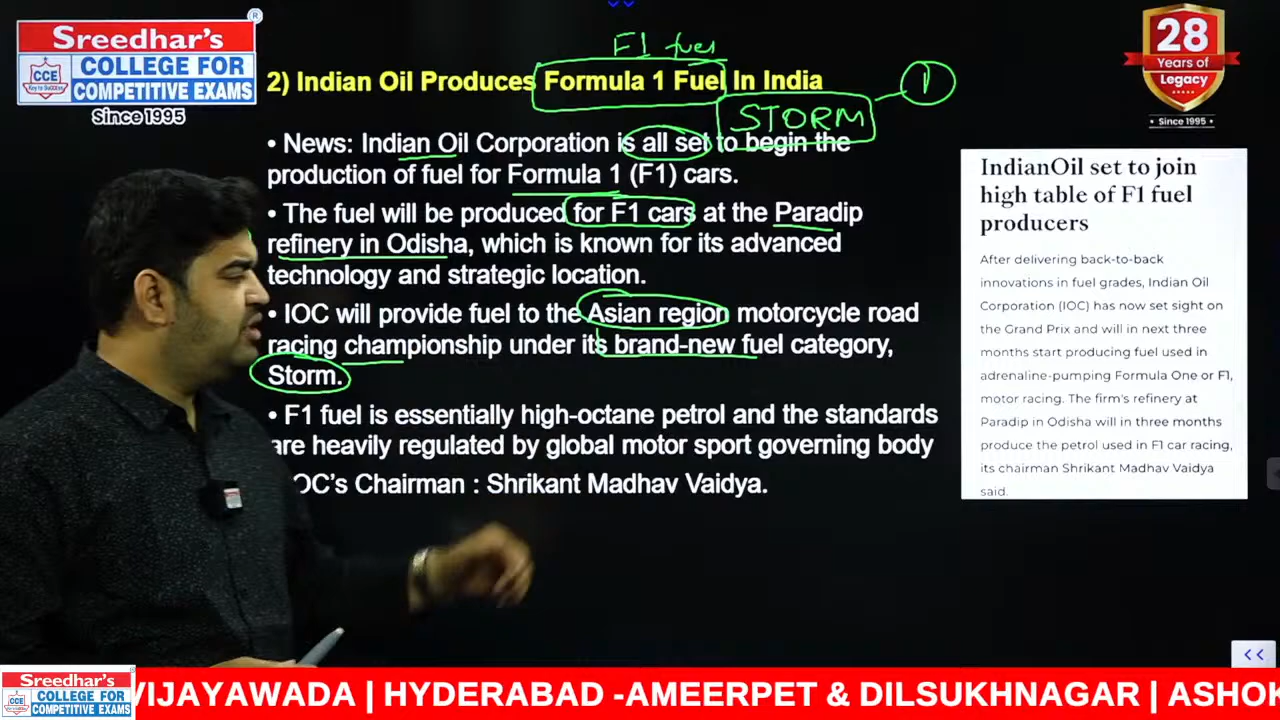 Sreedhar's
CCE
COLLEGE FOR
COMPETITIVE EXAMS
Since 1995
®
28
Years of
Legacy
• Since 1995 •
F1 fuel
2) Indian Oil Produces Formula 1 Fuel In India
STORM
1
• News: Indian Oil Corporation is all set to begin the
production of fuel for Formula 1 (F1) cars.
• The fuel will be produced for F1 cars at the Paradip
refinery in Odisha, which is known for its advanced
technology and strategic location.
• IOC will provide fuel to the Asian region motorcycle road
racing championship under its brand-new fuel category,
Storm.
• F1 fuel is essentially high-octane petrol and the standards
are heavily regulated by global motor sport governing body
OC's Chairman : Shrikant Madhav Vaidya.
IndianOil set to join
high table of F1 fuel
producers
After delivering back-to-back
innovations in fuel grades, Indian Oil
Corporation (IOC) has now set sight on
the Grand Prix and will in next three
months start producing fuel used in
adrenaline-pumping Formula One or F1,
motor racing. The firm's refinery at
Paradip in Odisha will in three months
produce the petrol used in F1 car racing,
its chairman Shrikant Madhav Vaidya
said.
<<
Sreedhar's
CCE
COLLEGE FOR
COMPETITIVE EXAMS
VIJAYAWADA | HYDERABAD -AMEERPET & DILSUKHNAGAR | ASHOK